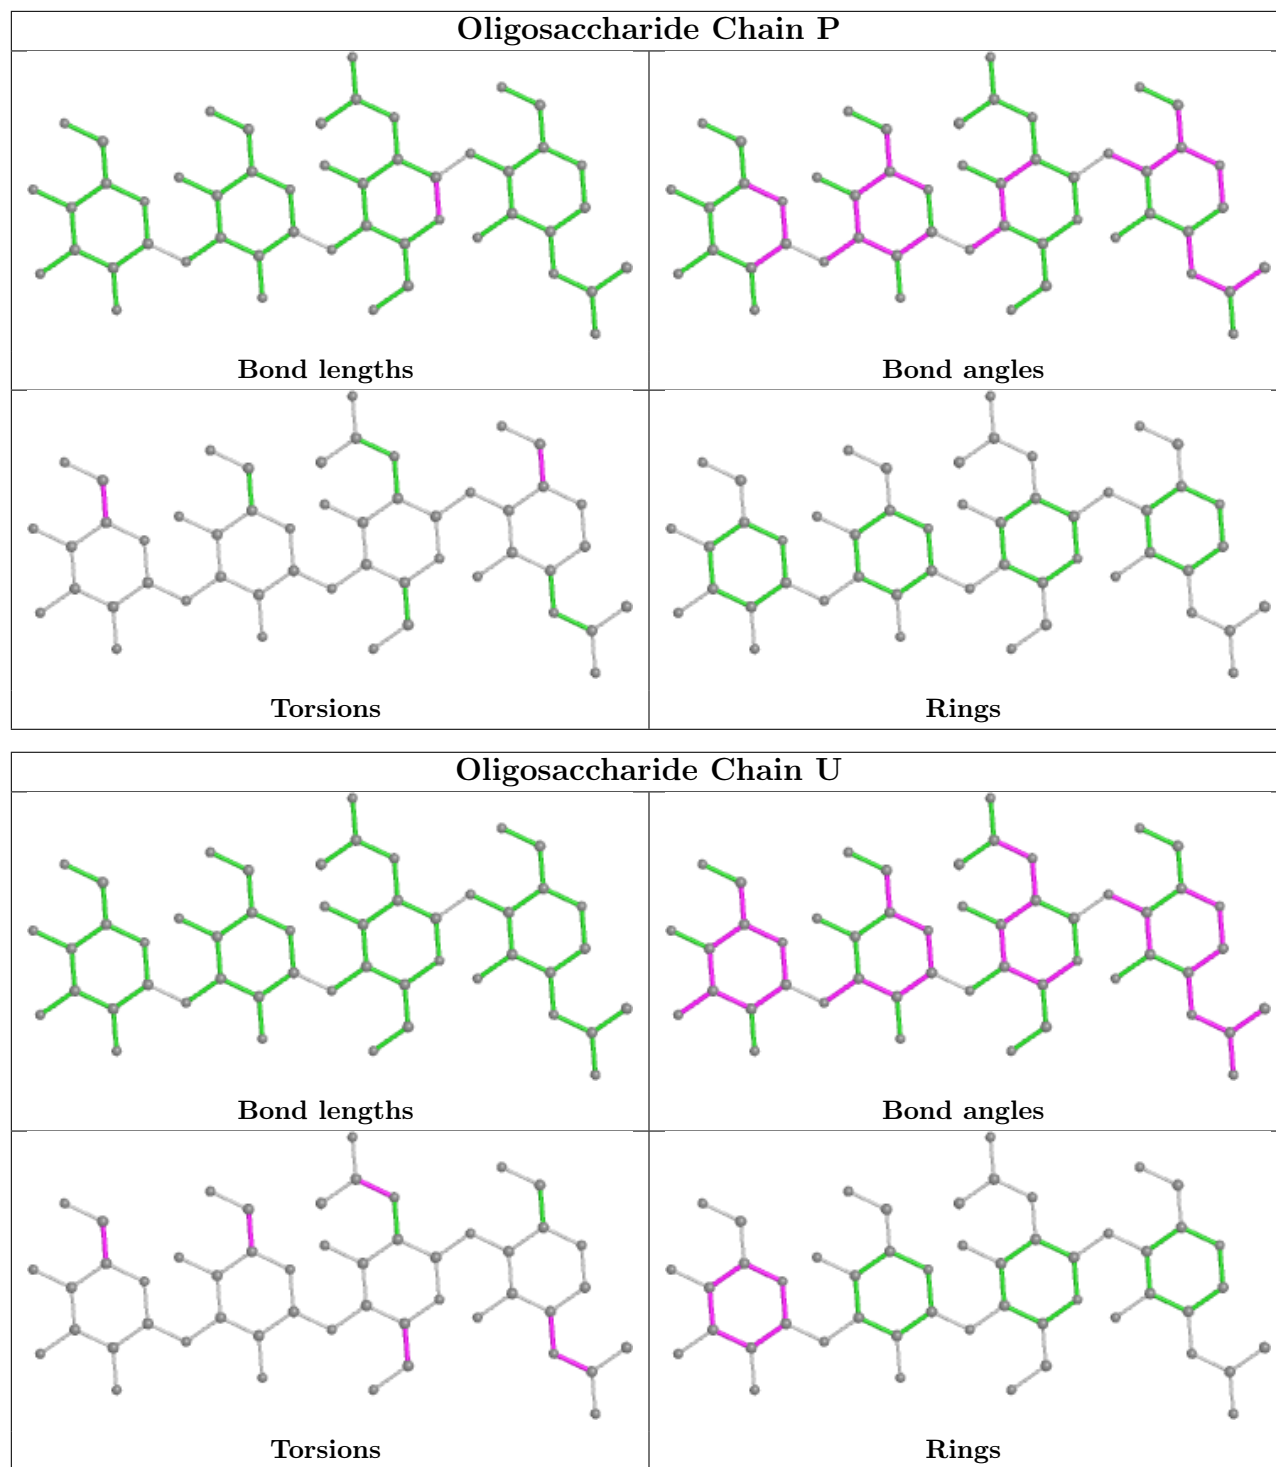 Oligosaccharide Chain P
Bond lengths
Bond angles
Torsions
Rings
Oligosaccharide Chain U
Bond lengths
Bond angles
Torsions
Rings